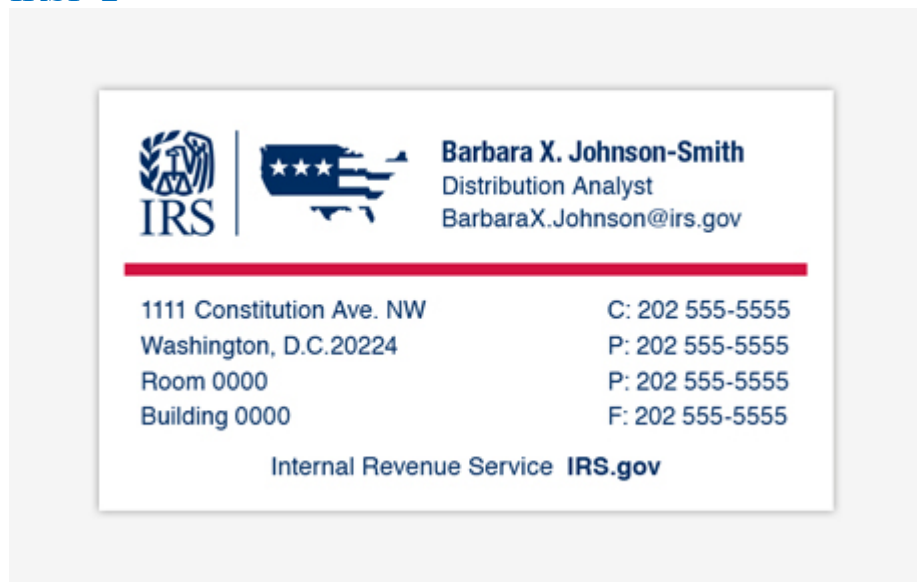 IRS
Barbara X. Johnson-Smith
Distribution Analyst
BarbaraX.Johnson@irs.gov
1111 Constitution Ave. NW
Washington, D.C.20224
Room 0000
Building 0000
C: 202 555-5555
P: 202 555-5555
P: 202 555-5555
F: 202 555-5555
Internal Revenue Service IRS.gov